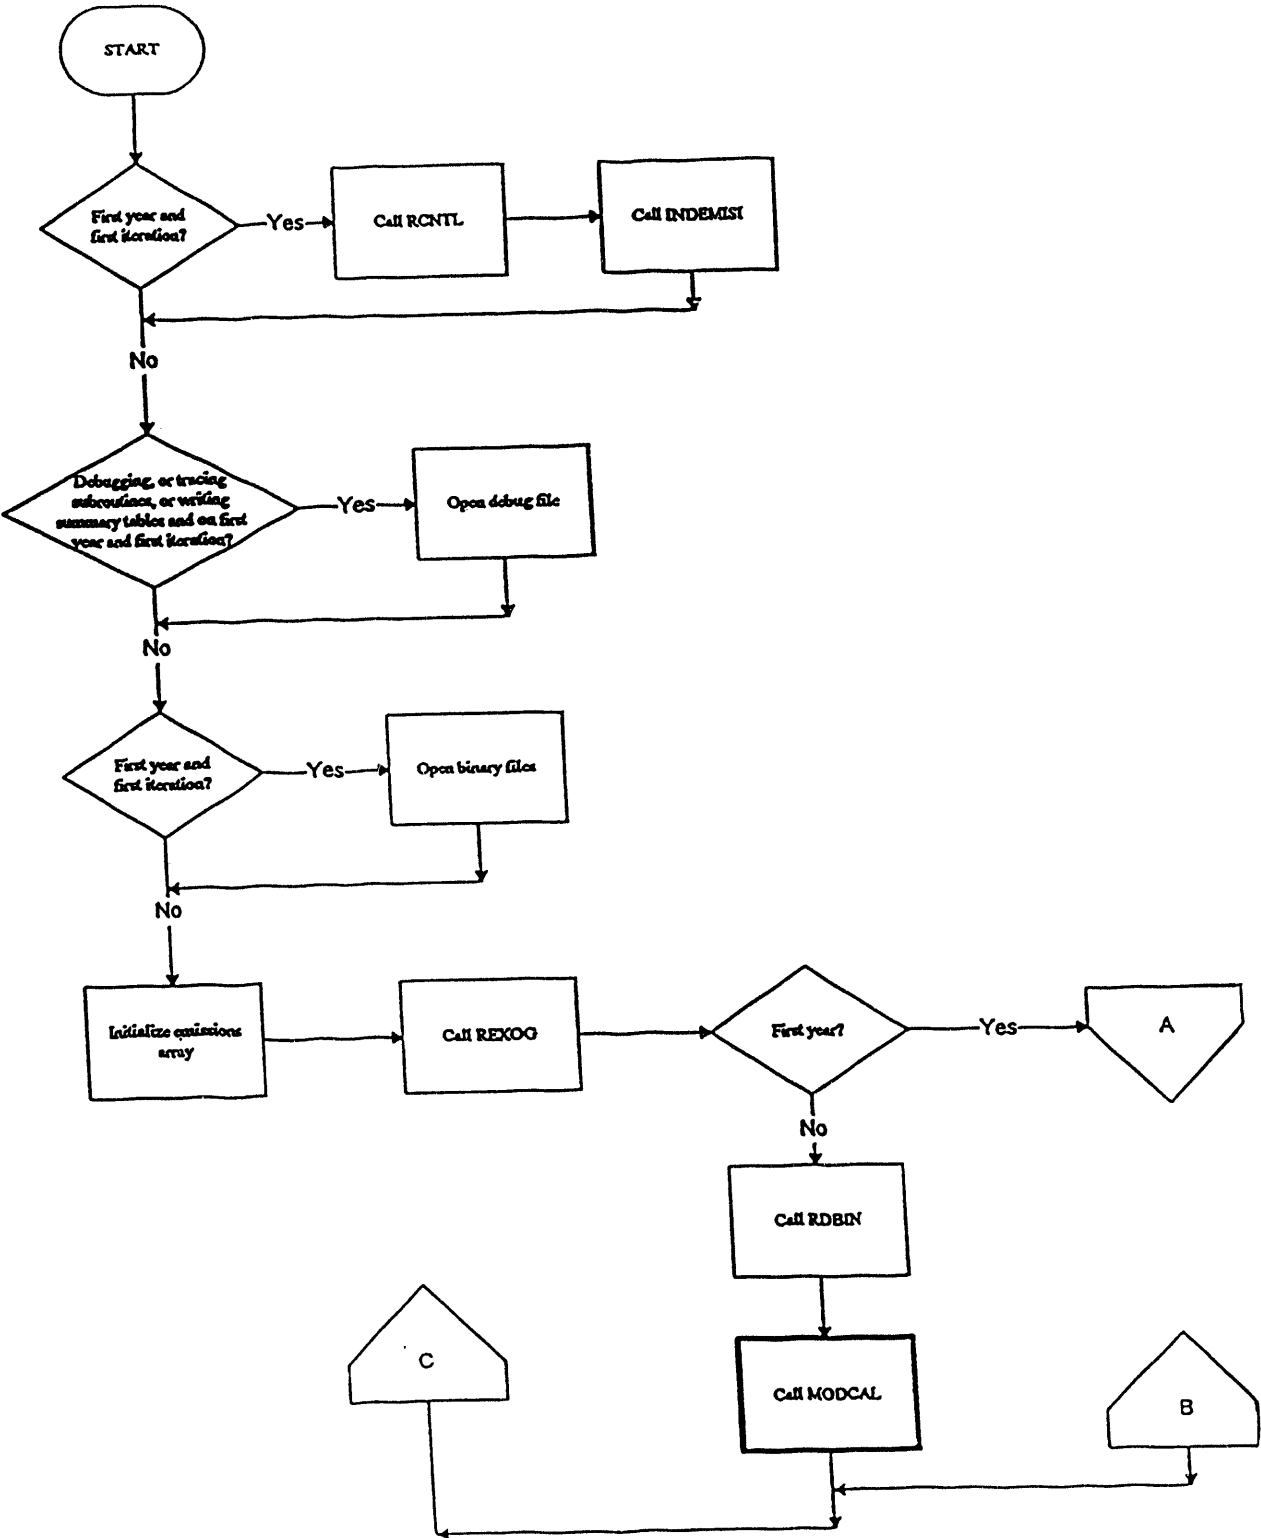 START
First year and
first iteration?
Yes
Call RCNTL
Call INDEMISI
No
Debugging, or tracing
subroutines, or writing
summary tables and on first
year and first iteration?
Yes
Open debug file
No
First year and
first iteration?
Yes
Open binary files
No
Initialize emissions
array
Call REXOG
First year?
Yes
A
No
Call RDBIN
C
Call MODCAL
B